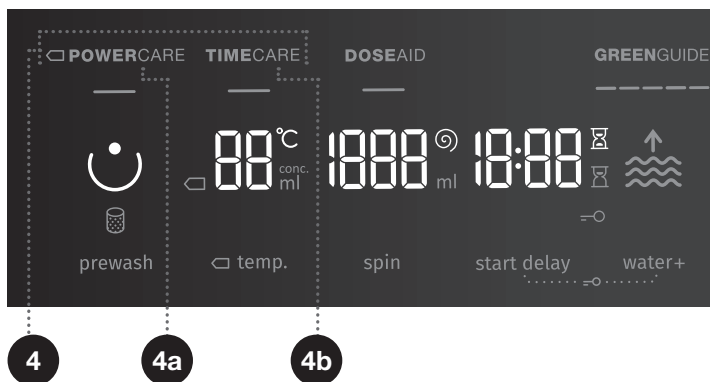 POWERCARE TIMECARE DOSEAID GREENGUIDE
88 °C 1888 18:88
conc.
ml ml
prewash temp. spin start delay water+
4 4a 4b